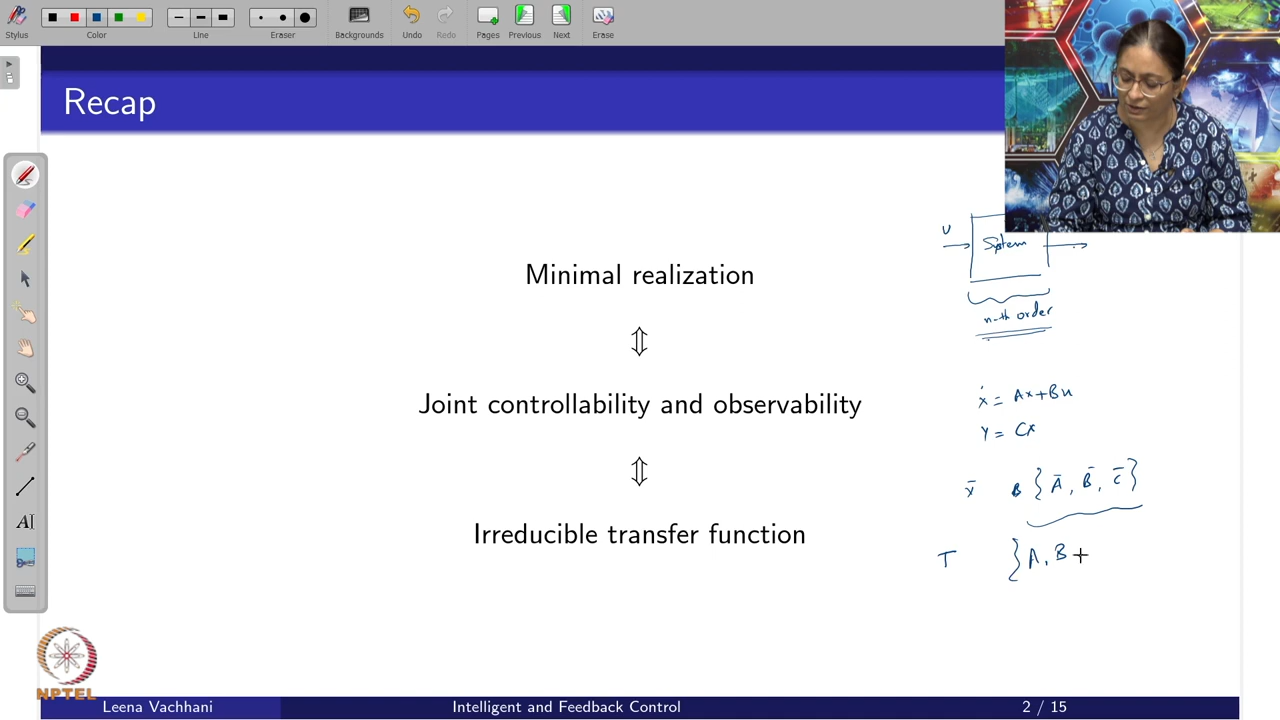 Stylus
Color
Line
Eraser
Backgrounds
Undo
Redo
Pages
Previous
Next
Erase
Recap
U
System
n-th order
Minimal realization
⇕
Joint controllability and observability
⇕
Irreducible transfer function
ẋ = Ax+Bu
y = Cx
x̄ B {Ā, B̄, C̄}
T {A, B
AI
NPTEL
Leena Vachhani Intelligent and Feedback Control 2 / 15